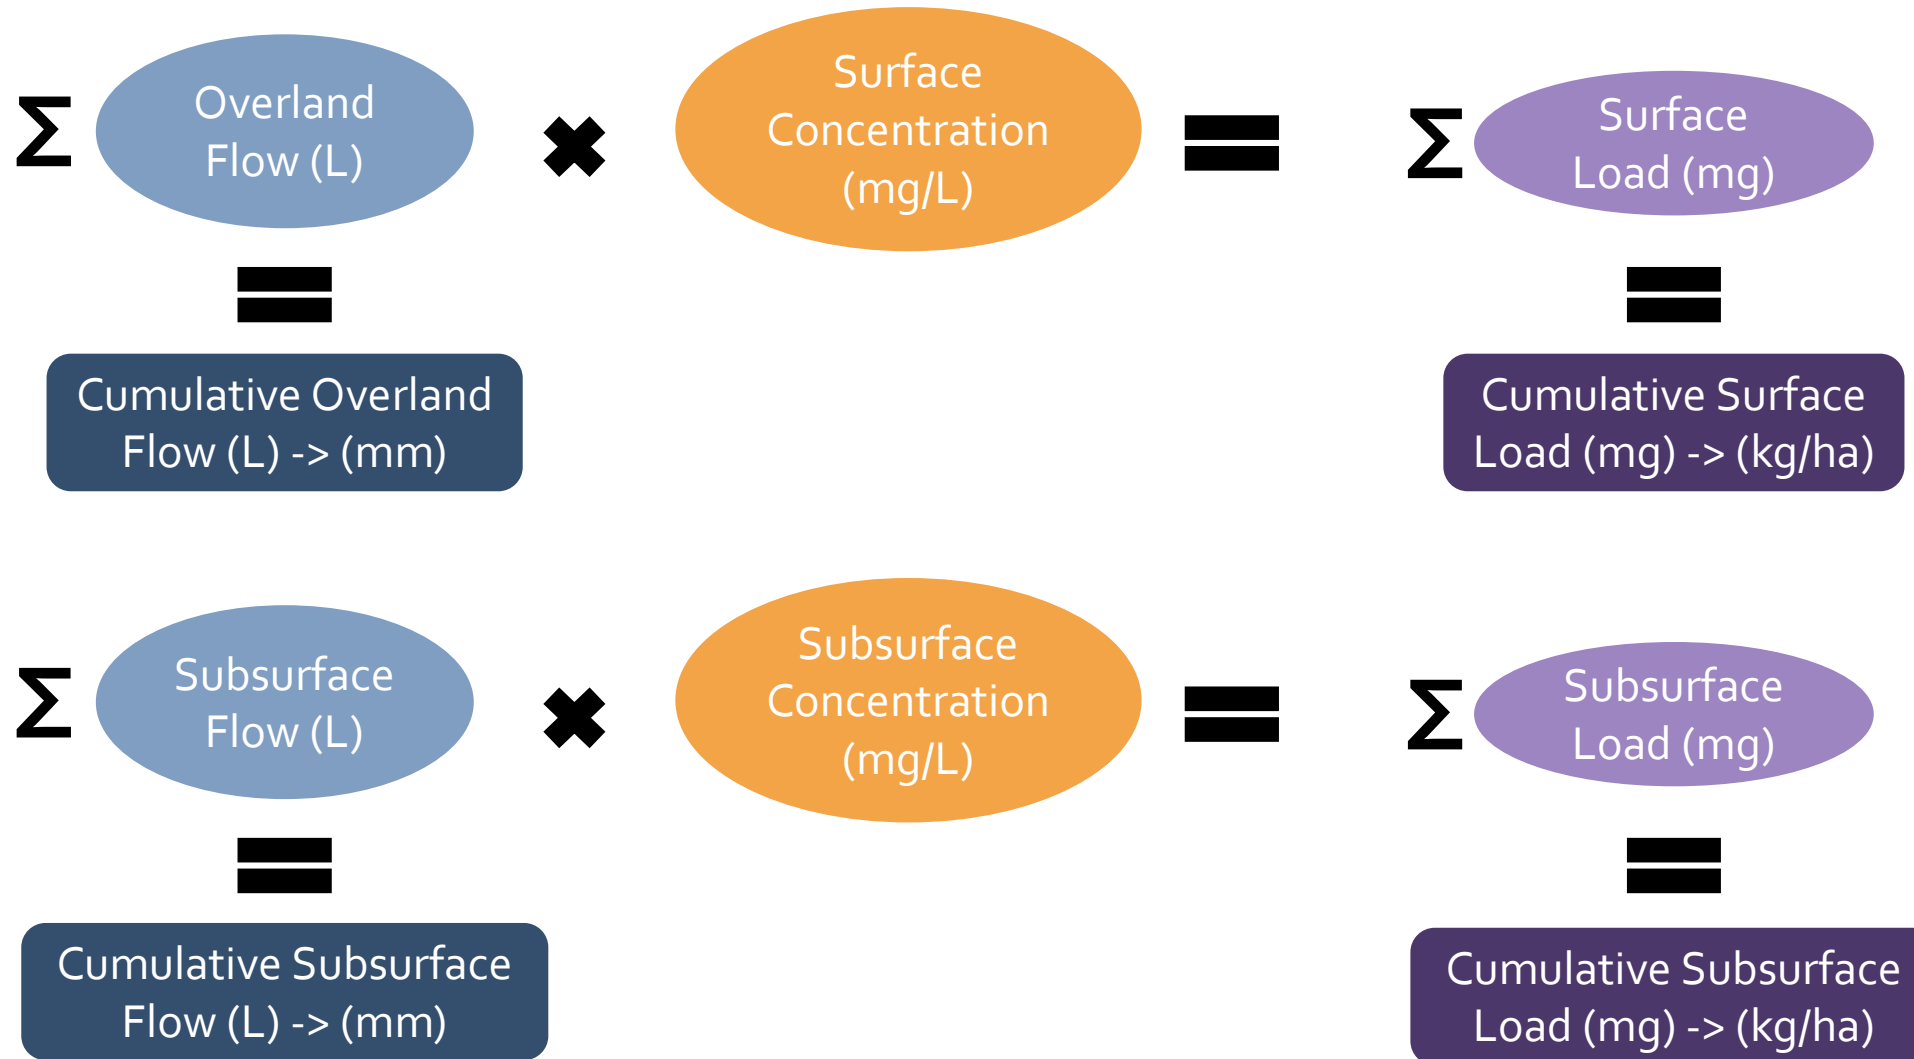 Σ
Overland
Flow (L)
✖
Surface
Concentration
(mg/L)
=
Σ
Surface
Load (mg)
=
=
Cumulative Overland
Flow (L) -> (mm)
Cumulative Surface
Load (mg) -> (kg/ha)
Σ
Subsurface
Flow (L)
✖
Subsurface
Concentration
(mg/L)
=
Σ
Subsurface
Load (mg)
=
=
Cumulative Subsurface
Flow (L) -> (mm)
Cumulative Subsurface
Load (mg) -> (kg/ha)